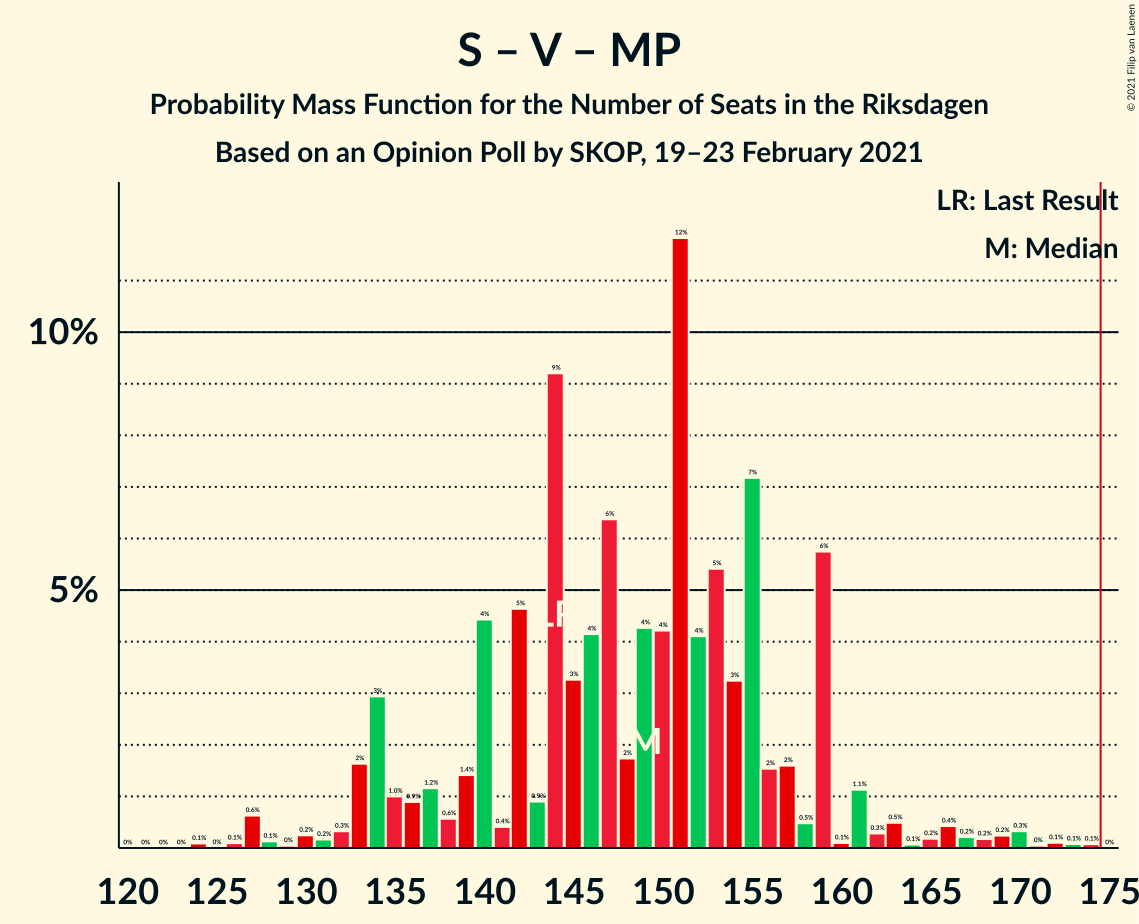 S – V – MP
Probability Mass Function for the Number of Seats in the Riksdagen
Based on an Opinion Poll by SKOP, 19–23 February 2021
© 2021 Filip van Laenen
LR: Last Result
M: Median
10%
5%
0% 0% 0% 0% 0.1% 0% 0.1% 0.6% 0.1% 0% 0.2% 0.2% 0.3% 2% 3% 1.0% 0.9% 1.2% 0.6% 1.4% 4% 0.4% 5% 0.9% 9% 3% 4% 6% 2% 4% 4% 12% 4% 5% 3% 7% 2% 2% 0.5% 6% 0.1% 1.1% 0.3% 0.5% 0.1% 0.2% 0.4% 0.2% 0.2% 0.2% 0.3% 0% 0.1% 0.1% 0.1% 0%
LR
M
120 125 130 135 140 145 150 155 160 165 170 175